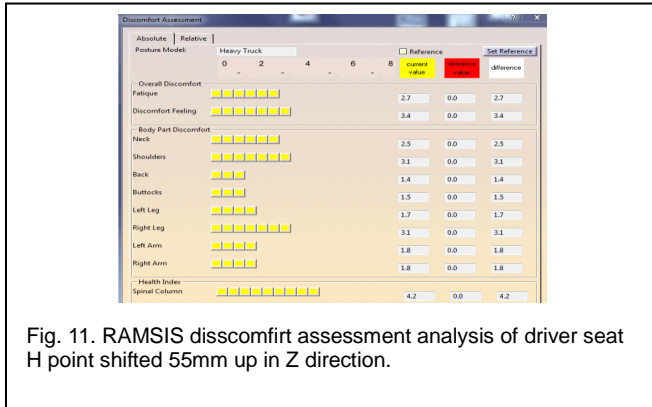 Discomfort Assessment
Absolute Relative
Posture Model: Heavy Truck Reference Set Reference
0 2 4 6 8 current value reference value difference
- - - -
Overall Discomfort
Fatique 2.7 0.0 2.7
Discomfort Feeling 3.4 0.0 3.4
Body Part Discomfort
Neck 2.5 0.0 2.5
Shoulders 3.1 0.0 3.1
Back 1.4 0.0 1.4
Buttocks 1.5 0.0 1.5
Left Leg 1.7 0.0 1.7
Right Leg 3.1 0.0 3.1
Left Arm 1.8 0.0 1.8
Right Arm 1.8 0.0 1.8
Health Index
Spinal Column 4.2 0.0 4.2
Fig. 11. RAMSIS disscomfirt assessment analysis of driver seat
H point shifted 55mm up in Z direction.